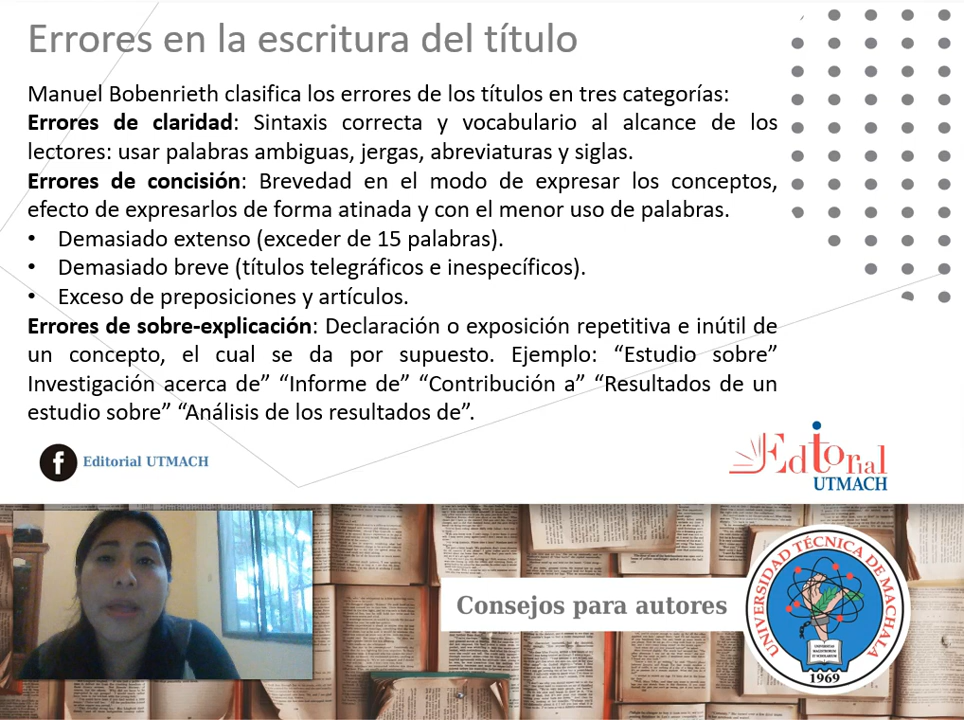 Errores en la escritura del título
Manuel Bobenrieth clasifica los errores de los títulos en tres categorías:
Errores de claridad: Sintaxis correcta y vocabulario al alcance de los
lectores: usar palabras ambiguas, jergas, abreviaturas y siglas.
Errores de concisión: Brevedad en el modo de expresar los conceptos,
efecto de expresarlos de forma atinada y con el menor uso de palabras.
• Demasiado extenso (exceder de 15 palabras).
• Demasiado breve (títulos telegráficos e inespecíficos).
• Exceso de preposiciones y artículos.
Errores de sobre-explicación: Declaración o exposición repetitiva e inútil de
un concepto, el cual se da por supuesto. Ejemplo: “Estudio sobre”
Investigación acerca de” “Informe de” “Contribución a” “Resultados de un
estudio sobre” “Análisis de los resultados de”.
f Editorial UTMACH
Editorial
UTMACH
Consejos para autores
UNIVERSIDAD TÉCNICA DE MACHALA
1969